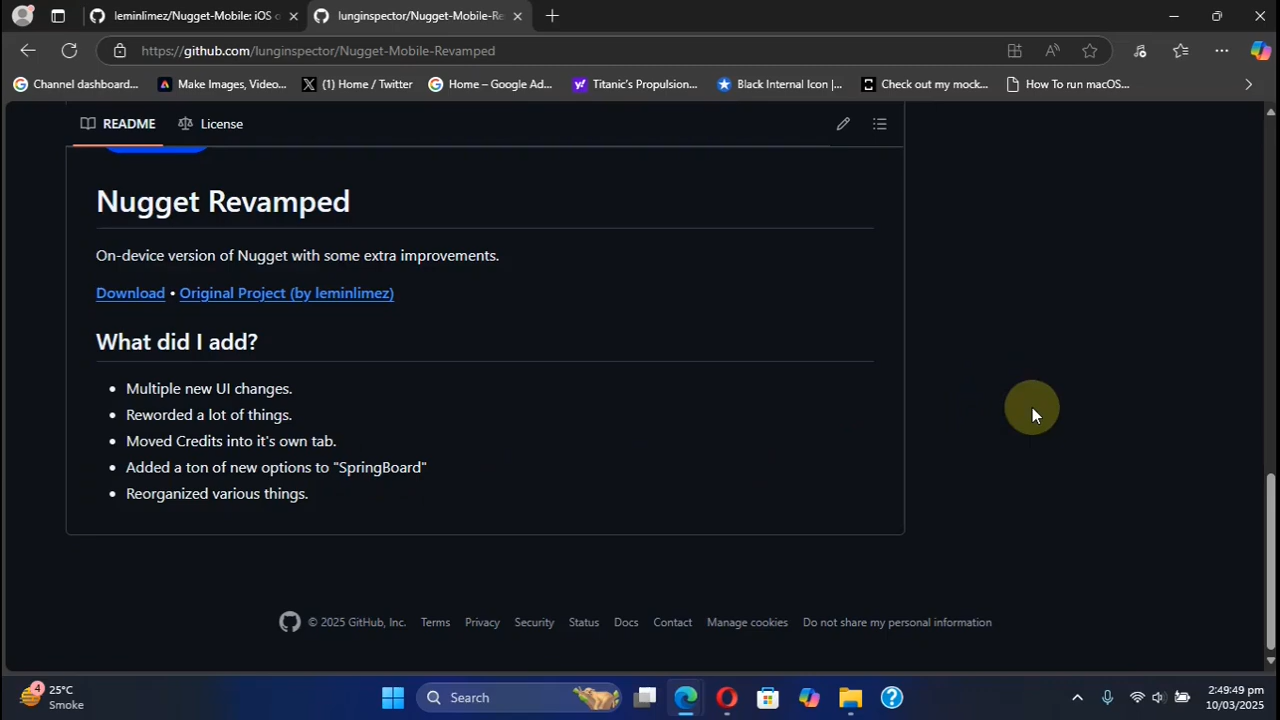 leminlimez/Nugget-Mobile: iOS
lunginspector/Nugget-Mobile-Re
https://github.com/lunginspector/Nugget-Mobile-Revamped
Channel dashboard...
Make Images, Video...
(1) Home / Twitter
Home – Google Ad...
Titanic's Propulsion...
Black Internal Icon |...
Check out my mock...
How To run macOS...
README
License
Nugget Revamped
On-device version of Nugget with some extra improvements.
Download • Original Project (by leminlimez)
What did I add?
• Multiple new UI changes.
• Reworded a lot of things.
• Moved Credits into it's own tab.
• Added a ton of new options to "SpringBoard"
• Reorganized various things.
© 2025 GitHub, Inc. Terms Privacy Security Status Docs Contact Manage cookies Do not share my personal information
4
25°C
Smoke
Search
2:49:49 pm
10/03/2025